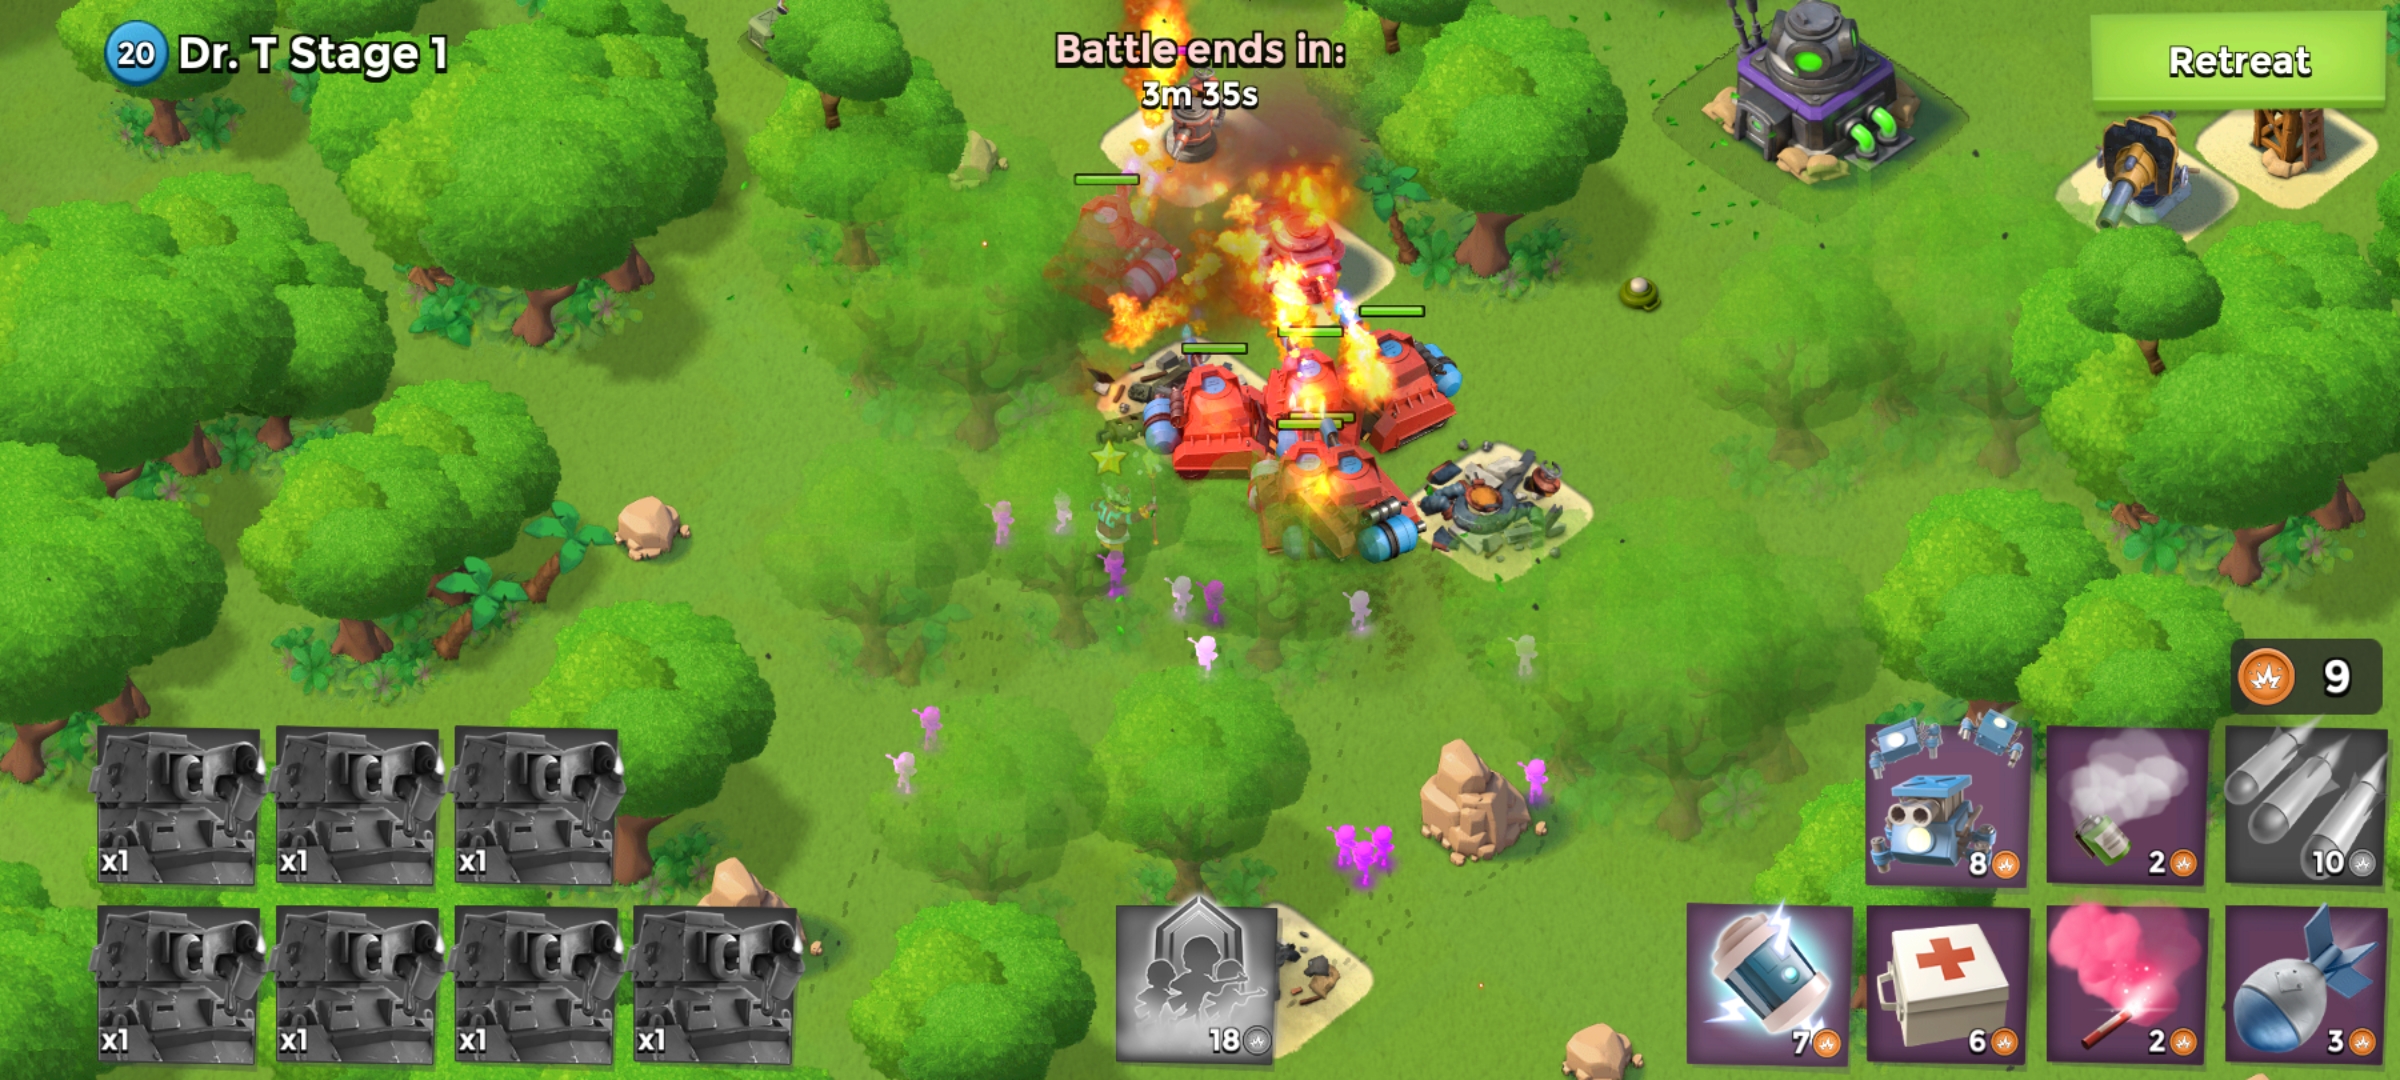 20 Dr. T Stage 1
Battle ends in:
3m 35s
Retreat
9
x1 x1 x1
8 2 10
x1 x1 x1 x1
18
7 6 2 3